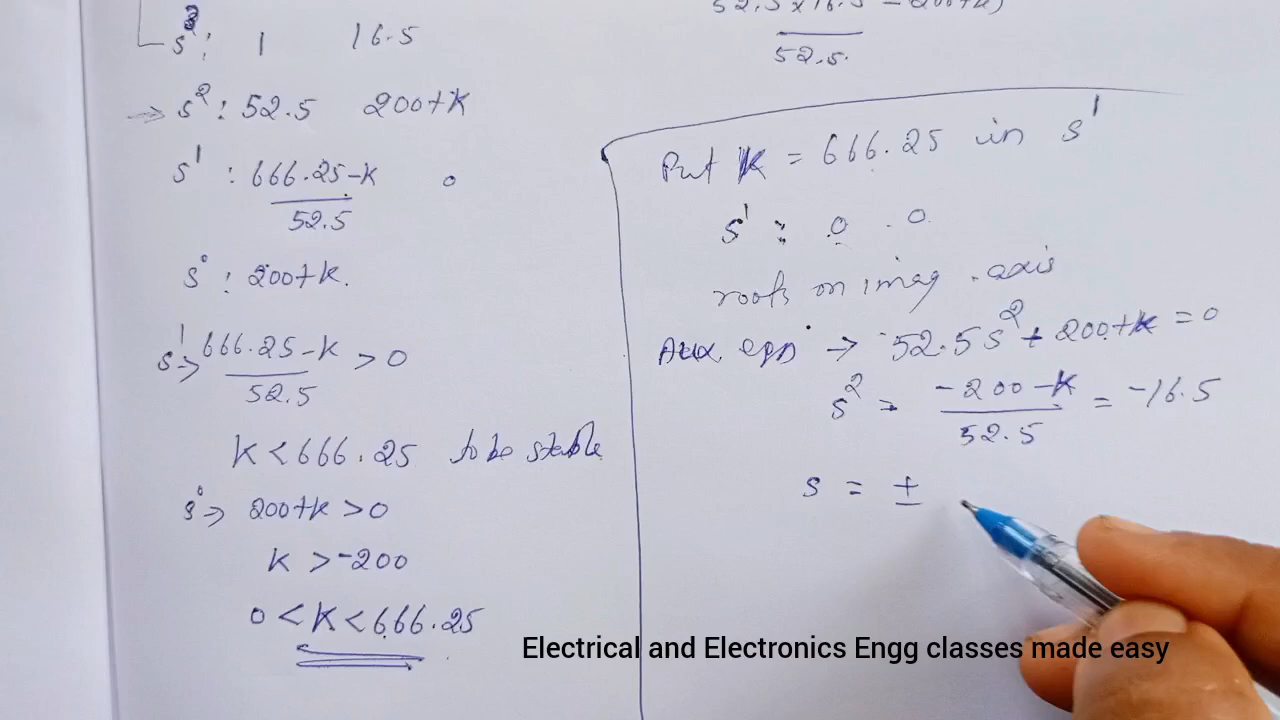 s³: 1 16.5
s² : 52.5 200+K
s¹ : 666.25-K / 52.5 0
s⁰ : 200+K.
s¹ → 666.25-K / 52.5 > 0
K < 666.25 to be stable
s⁰ → 200+K > 0
K > -200
0 < K < 666.25
52.5
Put K = 666.25 in s¹
s¹ : 0 0
roots on imag. axis
Aux. eqn → 52.5s² + 200+K = 0
s² = -200-K / 52.5 = -16.5
s = ±
Electrical and Electronics Engg classes made easy